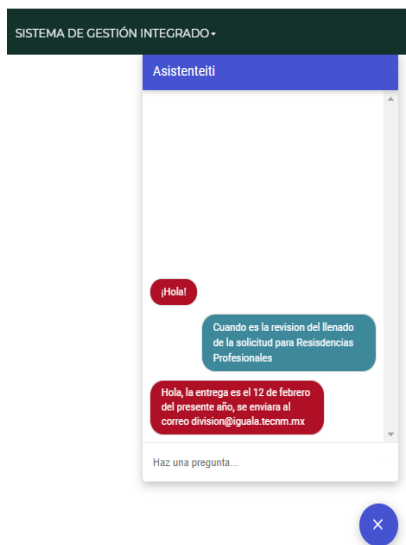 SISTEMA DE GESTIÓN INTEGRADO
Asistenteiti
¡Hola!
Cuando es la revision del llenado
de la solicitud para Resisdencias
Profesionales
Hola, la entrega es el 12 de febrero
del presente año, se enviara al
correo division@iguala.tecnm.mx
Haz una pregunta...